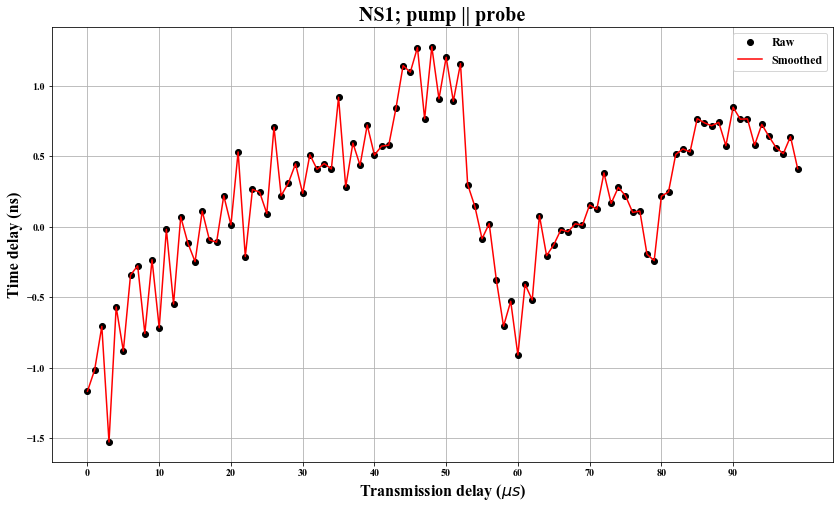 NS1; pump || probe
Raw
Smoothed
Time delay (ns)
1.0
0.5
0.0
−0.5
−1.0
−1.5
0 10 20 30 40 50 60 70 80 90
Transmission delay (μs)